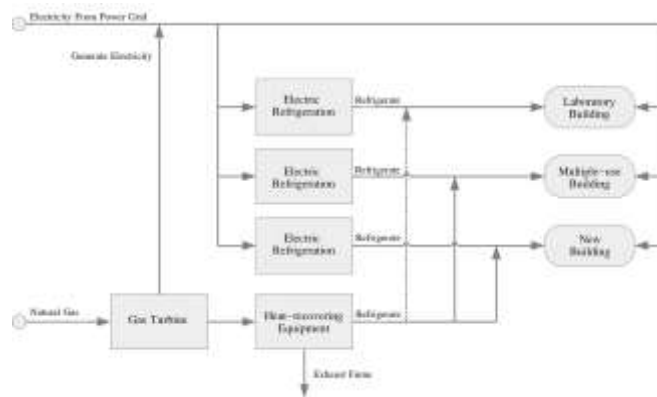 Electricity From Power Grid
Generate Electricity
Electric
Refrigeration
Refrigerate
Laboratory
Building
Electric
Refrigeration
Refrigerate
Multiple-use
Building
Electric
Refrigeration
Refrigerate
New
Building
Natural Gas
Gas Turbine
Heat-recovering
Equipment
Refrigerate
Exhaust Fume